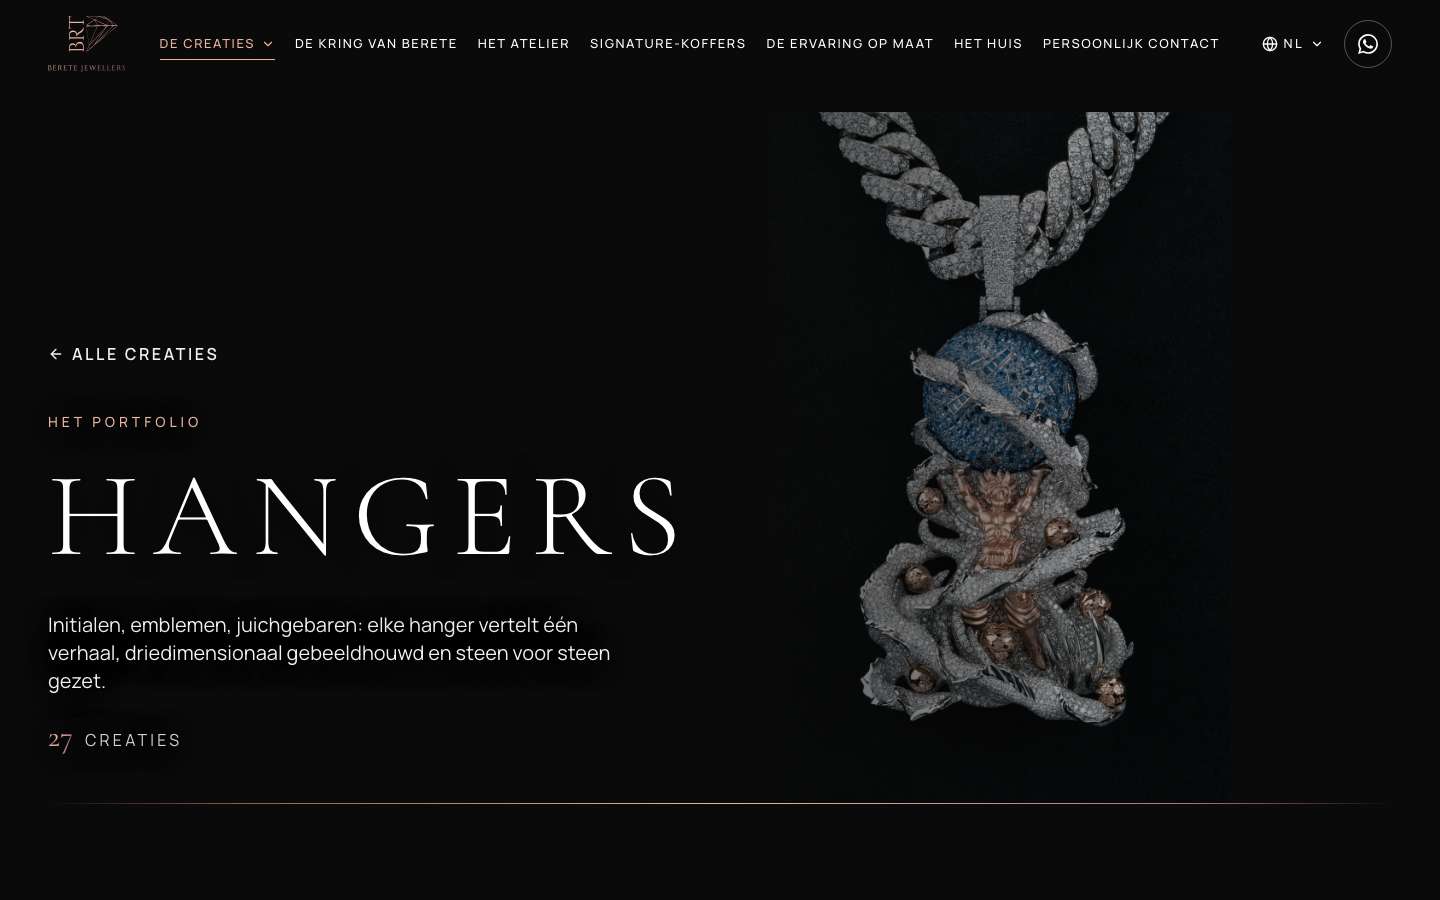 BRT
BERETE JEWELLERS
DE CREATIES
DE KRING VAN BERETE
HET ATELIER
SIGNATURE-KOFFERS
DE ERVARING OP MAAT
HET HUIS
PERSOONLIJK CONTACT
NL
ALLE CREATIES
HET PORTFOLIO
HANGERS
Initialen, emblemen, juichgebaren: elke hanger vertelt één
verhaal, driedimensionaal gebeeldhouwd en steen voor steen
gezet.
27 CREATIES